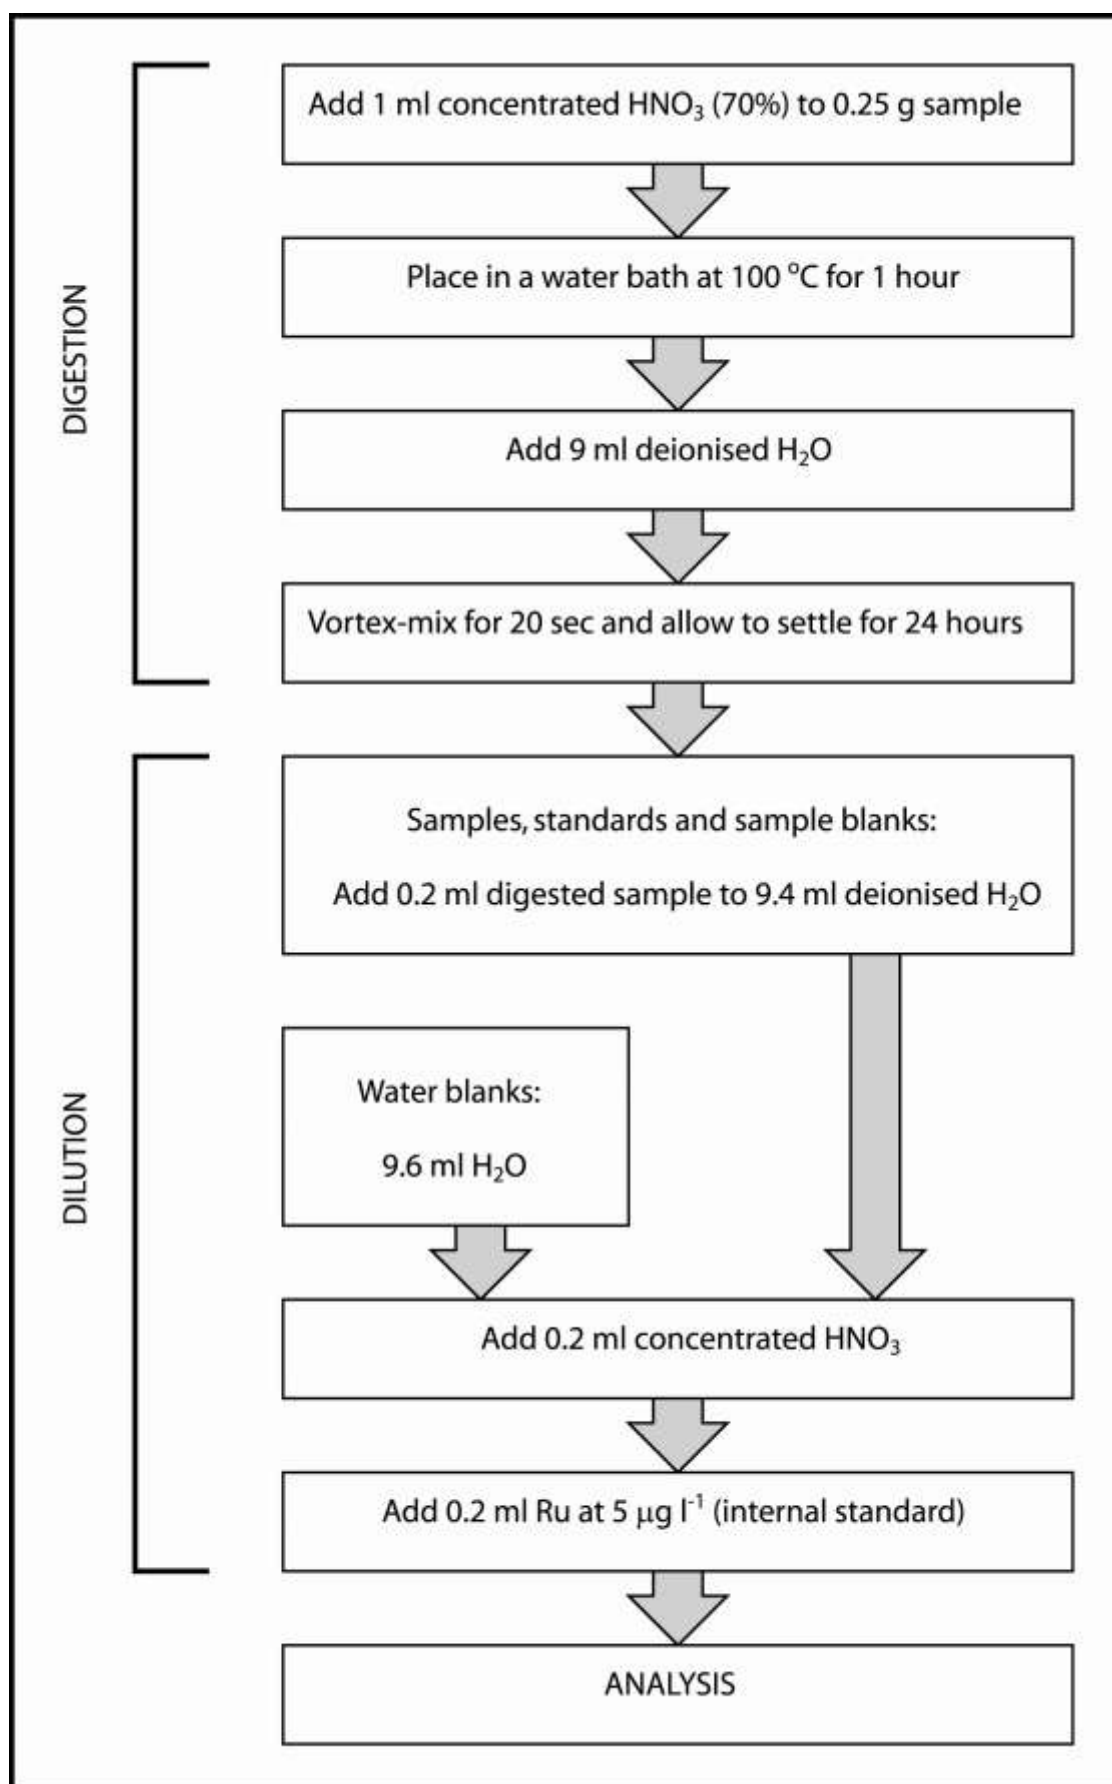 DIGESTION
Add 1 ml concentrated HNO₃ (70%) to 0.25 g sample
Place in a water bath at 100 °C for 1 hour
Add 9 ml deionised H₂O
Vortex-mix for 20 sec and allow to settle for 24 hours
DILUTION
Samples, standards and sample blanks:
Add 0.2 ml digested sample to 9.4 ml deionised H₂O
Water blanks:
9.6 ml H₂O
Add 0.2 ml concentrated HNO₃
Add 0.2 ml Ru at 5 μg l⁻¹ (internal standard)
ANALYSIS